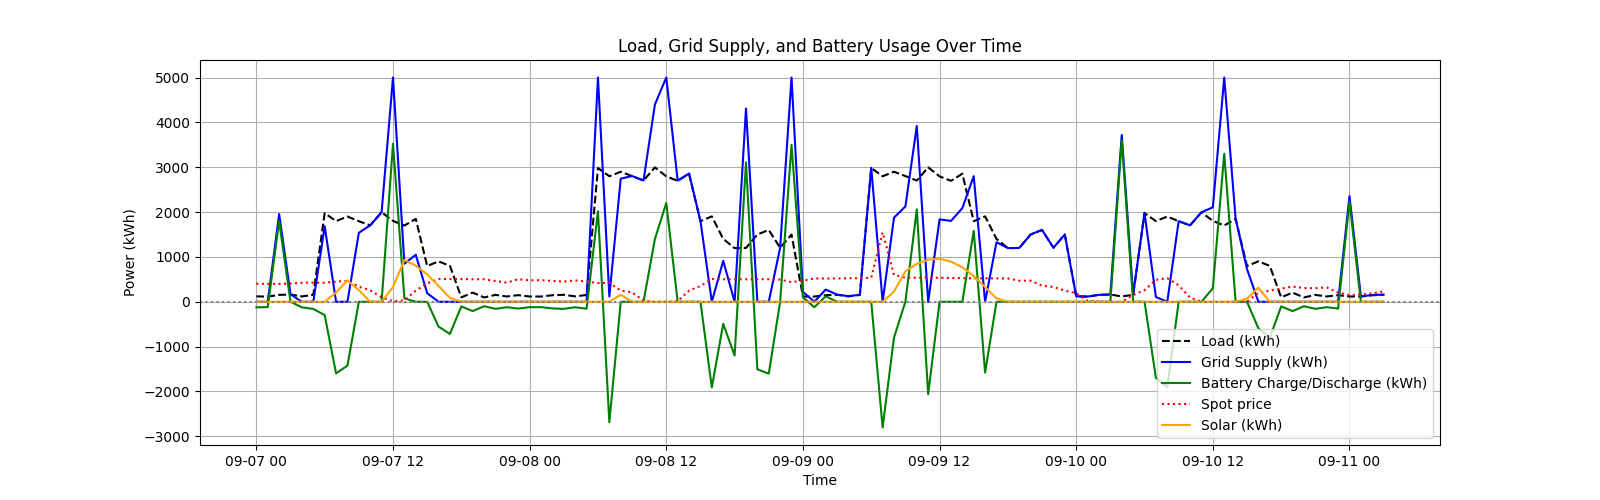 Load, Grid Supply, and Battery Usage Over Time
Power (kWh)
5000
4000
3000
2000
1000
0
−1000
−2000
−3000
Load (kWh)
Grid Supply (kWh)
Battery Charge/Discharge (kWh)
Spot price
Solar (kWh)
09-07 00 09-07 12 09-08 00 09-08 12 09-09 00 09-09 12 09-10 00 09-10 12 09-11 00
Time